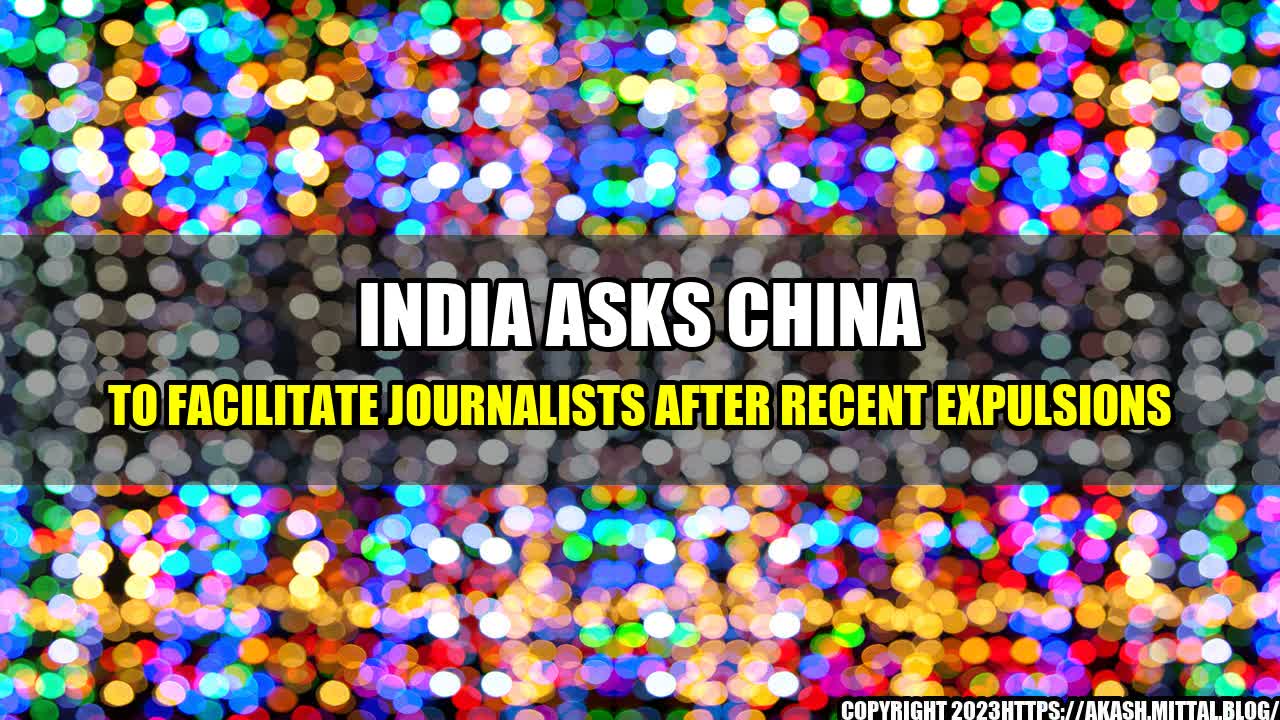 INDIA ASKS CHINA
TO FACILITATE JOURNALISTS AFTER RECENT EXPULSIONS
COPYRIGHT 2023HTTPS://AKASH.MITTAL.BLOG/